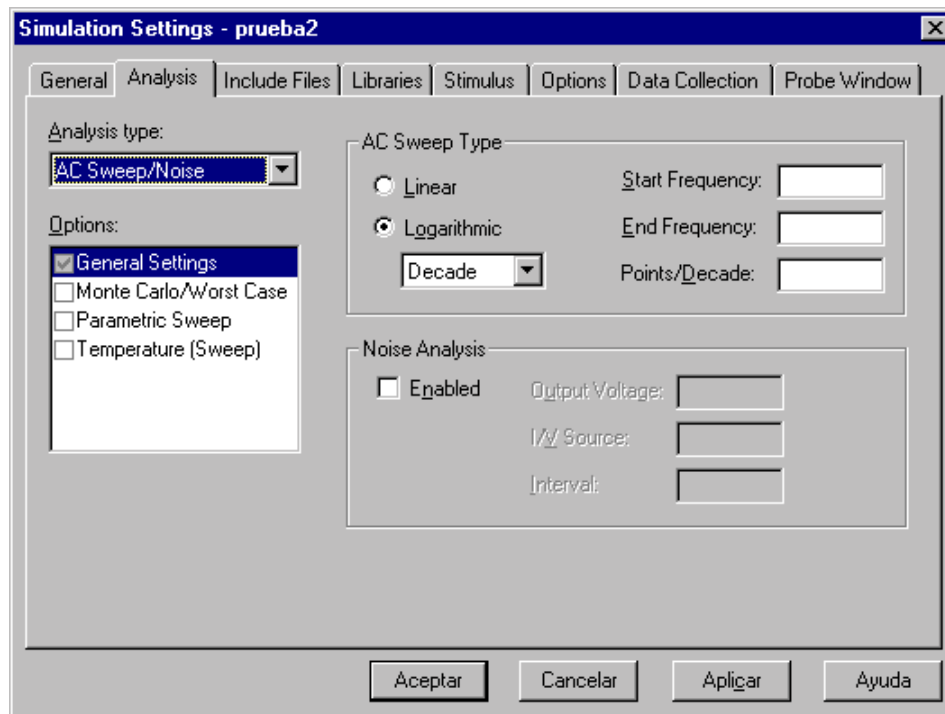 Simulation Settings - prueba2
General Analysis Include Files Libraries Stimulus Options Data Collection Probe Window
Analysis type:
AC Sweep/Noise
Options:
General Settings
Monte Carlo/Worst Case
Parametric Sweep
Temperature (Sweep)
AC Sweep Type
Linear
Logarithmic
Decade
Start Frequency:
End Frequency:
Points/Decade:
Noise Analysis
Enabled
Output Voltage:
I/V Source:
Interval:
Aceptar Cancelar Aplicar Ayuda